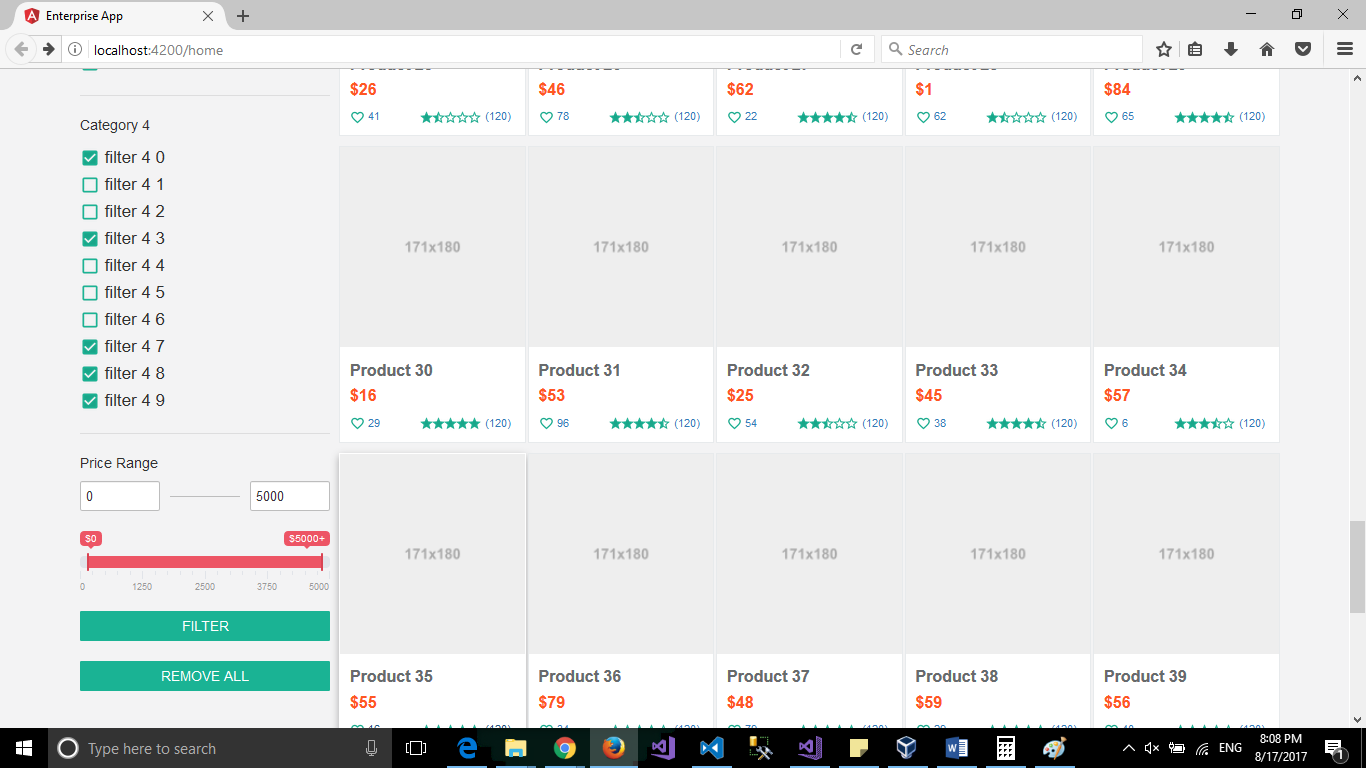 Enterprise App
localhost:4200/home
Search
$26 $46 $62 $1 $84
41 (120) 78 (120) 22 (120) 62 (120) 65 (120)
Category 4
filter 4 0
filter 4 1
filter 4 2
filter 4 3
filter 4 4
filter 4 5
filter 4 6
filter 4 7
filter 4 8
filter 4 9
Price Range
0 5000
$0 $5000+
0 1250 2500 3750 5000
FILTER
REMOVE ALL
171x180 171x180 171x180 171x180 171x180
Product 30 Product 31 Product 32 Product 33 Product 34
$16 $53 $25 $45 $57
29 (120) 96 (120) 54 (120) 38 (120) 6 (120)
171x180 171x180 171x180 171x180 171x180
Product 35 Product 36 Product 37 Product 38 Product 39
$55 $79 $48 $59 $56
Type here to search
ENG
8:08 PM
8/17/2017
1